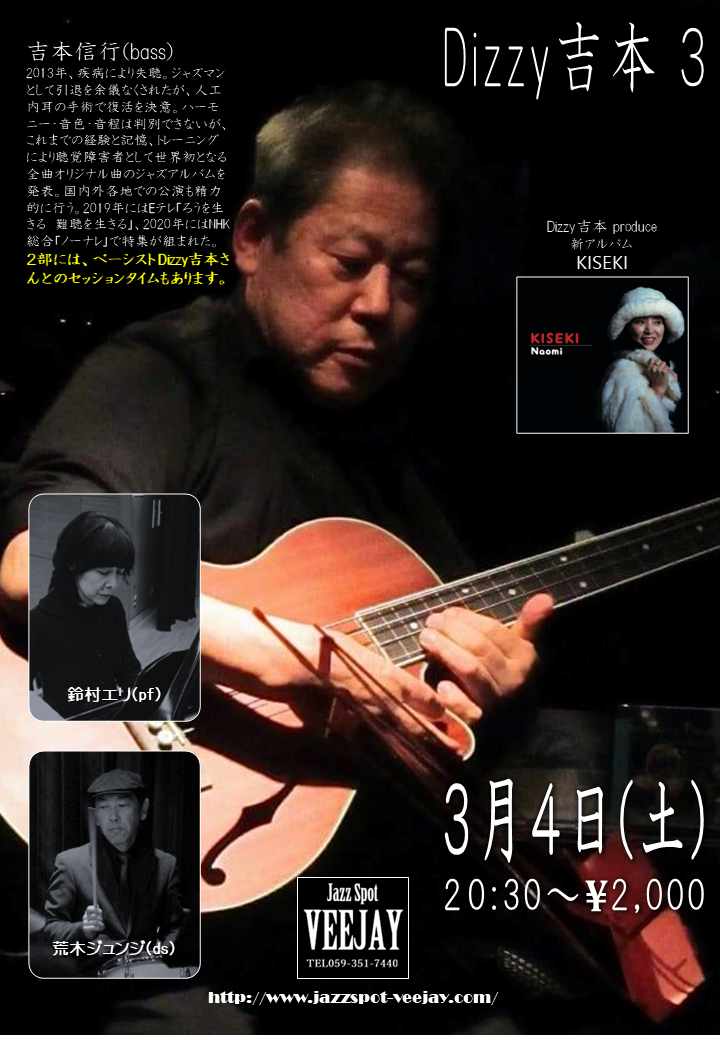 Dizzy吉本 3
吉本信行(bass)
2013年、疾病により失聴。ジャズマン
として引退を余儀なくされたが、人工
内耳の手術で復活を決意。ハーモ
ニー・音色・音程は判別できないが、
これまでの経験と記憶、トレーニング
により聴覚障害者として世界初となる
全曲オリジナル曲のジャズアルバムを
発表。国内外各地での公演も精力
的に行う。2019年にはEテレ「ろうを生
きる　難聴を生きる」、2020年にはNHK
総合「ノーナレ」で特集が組まれた。
2部には、ベーシストDizzy吉本さ
んとのセッションタイムもあります。
Dizzy吉本 produce
新アルバム
KISEKI
KISEKI
Naomi
鈴村エリ(pf)
荒木ジュンジ(ds)
3月4日(土)
20:30～¥2,000
Jazz Spot
VEEJAY
TEL059-351-7440
http://www.jazzspot-veejay.com/